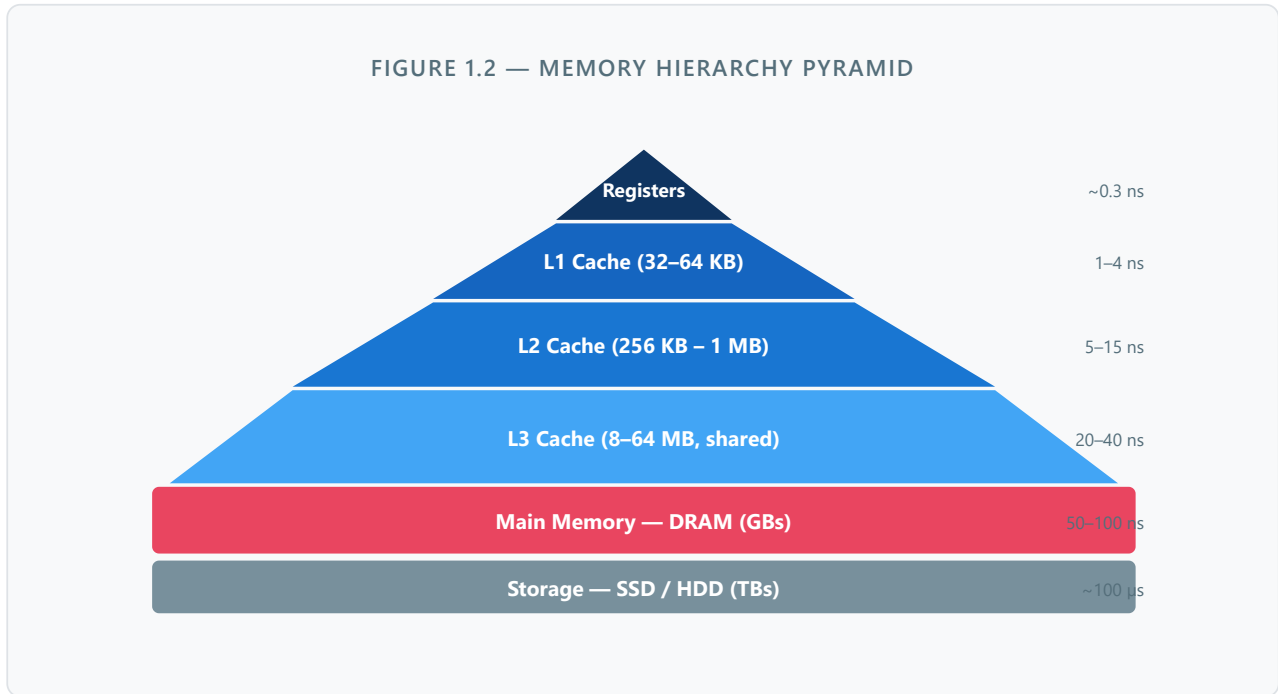 FIGURE 1.2 — MEMORY HIERARCHY PYRAMID
Registers ~0.3 ns
L1 Cache (32–64 KB) 1–4 ns
L2 Cache (256 KB – 1 MB) 5–15 ns
L3 Cache (8–64 MB, shared) 20–40 ns
Main Memory — DRAM (GBs) 50–100 ns
Storage — SSD / HDD (TBs) ~100 µs